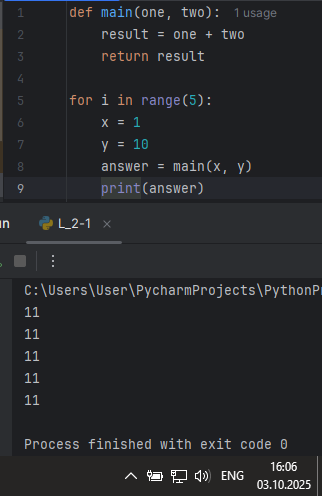 1 def main(one, two): 1 usage
2 result = one + two
3 return result
4
5 for i in range(5):
6 x = 1
7 y = 10
8 answer = main(x, y)
9 print(answer)
L_2-1 ×
C:\Users\User\PycharmProjects\PythonPr
11
11
11
11
11
Process finished with exit code 0
ENG
16:06
03.10.2025